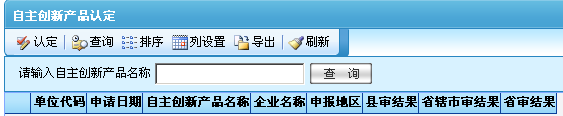 自主创新产品认定
认定 查询 排序 列设置 导出 刷新
请输入自主创新产品名称 查 询
单位代码 申请日期 自主创新产品名称 企业名称 申报地区 县审结果 省辖市审结果 省审结果